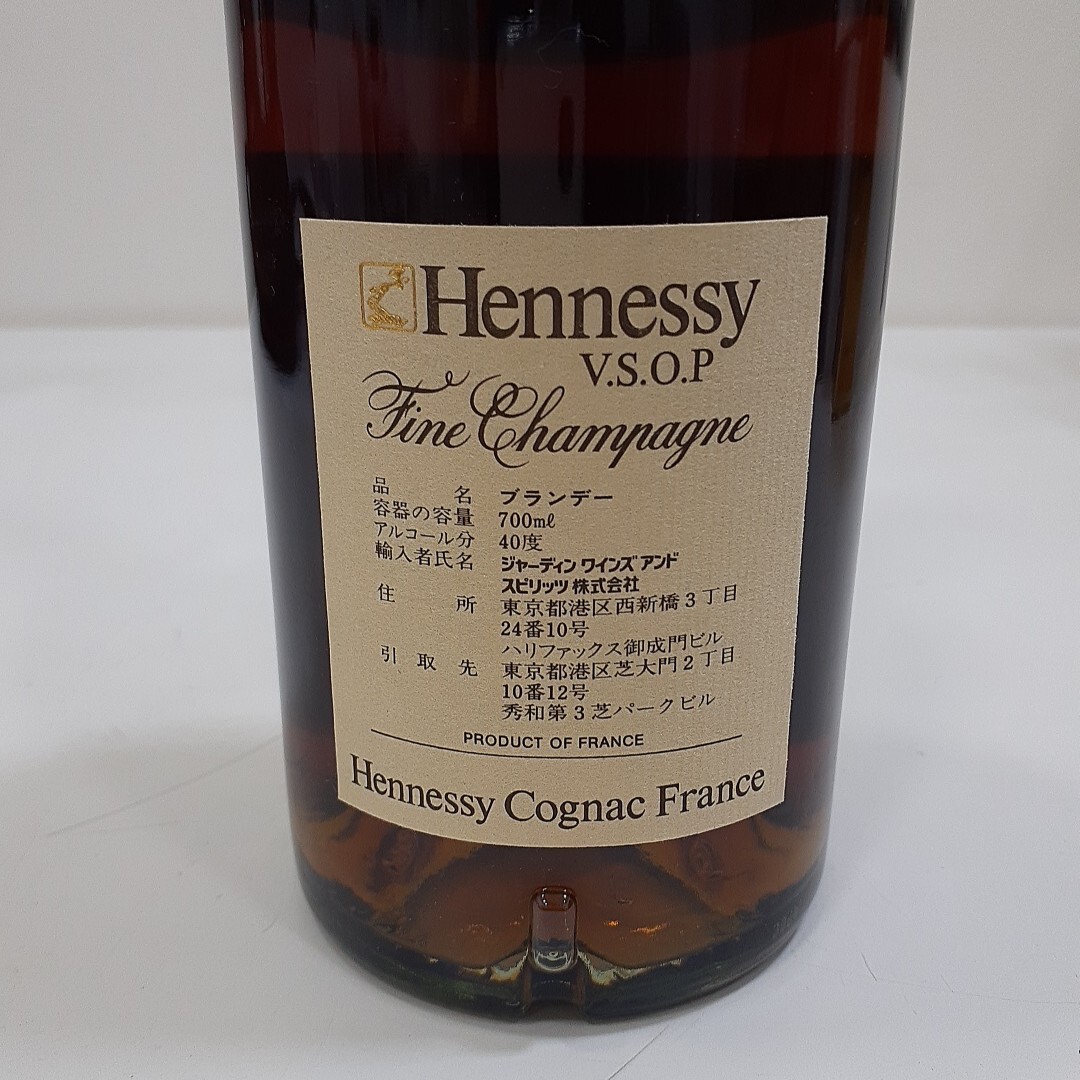 Hennessy
V.S.O.P
Fine Champagne
品名 ブランデー
容器の容量 700mℓ
アルコール分 40度
輸入者氏名 ジャーディン ワインズ アンド
スピリッツ 株式会社
住所 東京都港区西新橋3丁目
24番10号
ハリファックス御成門ビル
引取先 東京都港区芝大門2丁目
10番12号
秀和第3芝パークビル
PRODUCT OF FRANCE
Hennessy Cognac France